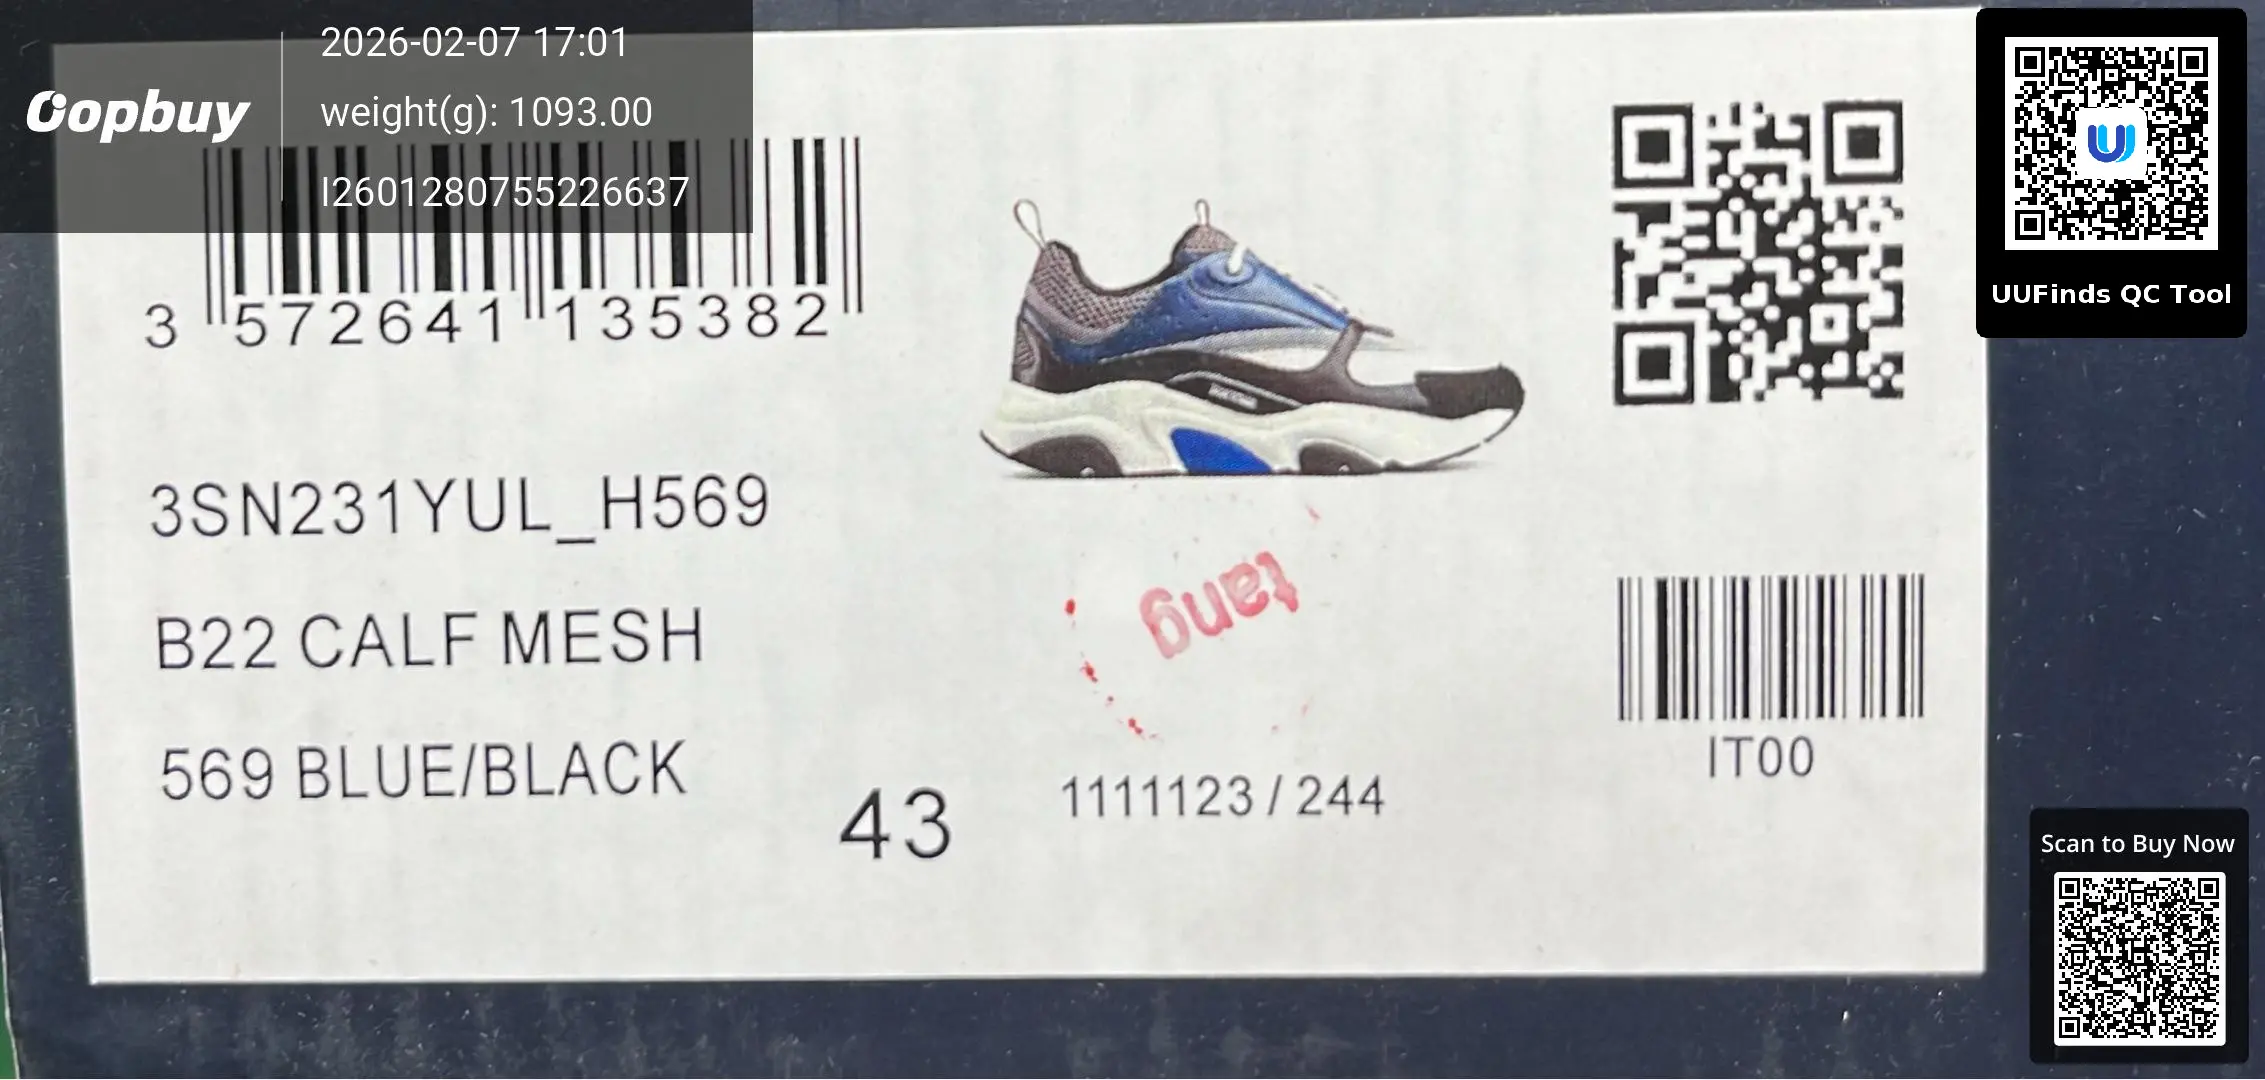 2026-02-07 17:01
oopbuy
weight(g): 1093.00
I2601280755226637
3 572641 135382
3SN231YUL_H569
B22 CALF MESH
569 BLUE/BLACK
43
tang
1111123 / 244
IT00
UUFinds QC Tool
Scan to Buy Now